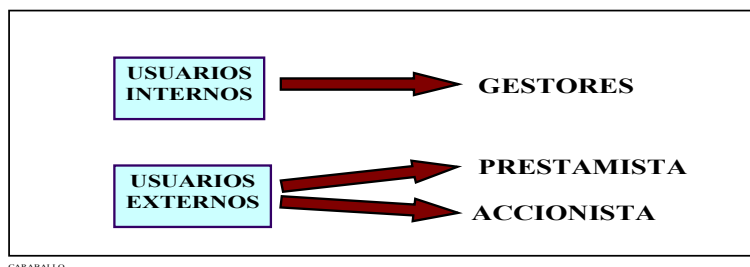 USUARIOS
INTERNOS
GESTORES
PRESTAMISTA
USUARIOS
EXTERNOS
ACCIONISTA